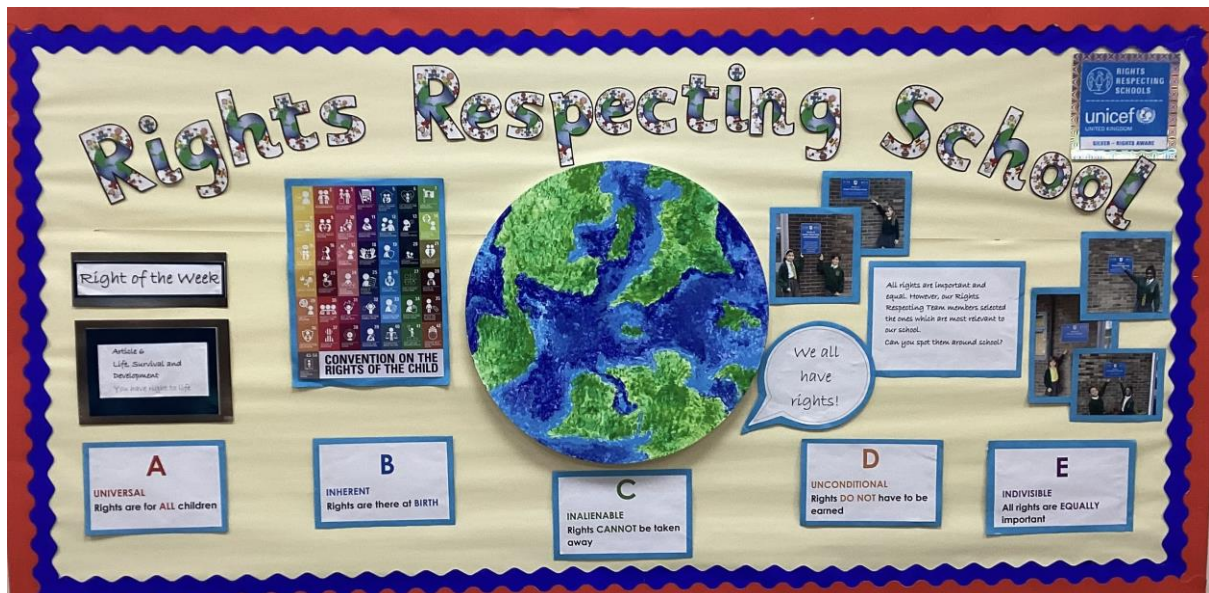 Rights Respecting School
RIGHTS
RESPECTING
SCHOOLS
unicef
UNITED KINGDOM
SILVER – RIGHTS AWARE
Right of the Week
Article 6
Life, Survival and
Development
You have right to life
CONVENTION ON THE
RIGHTS OF THE CHILD
We all
have
rights!
All rights are important and
equal. However, our Rights
Respecting Team members selected
the ones which are most relevant to
our school.
Can you spot them around school?
A
UNIVERSAL
Rights are for ALL children
B
INHERENT
Rights are there at BIRTH
C
INALIENABLE
Rights CANNOT be taken
away
D
UNCONDITIONAL
Rights DO NOT have to be
earned
E
INDIVISIBLE
All rights are EQUALLY
important